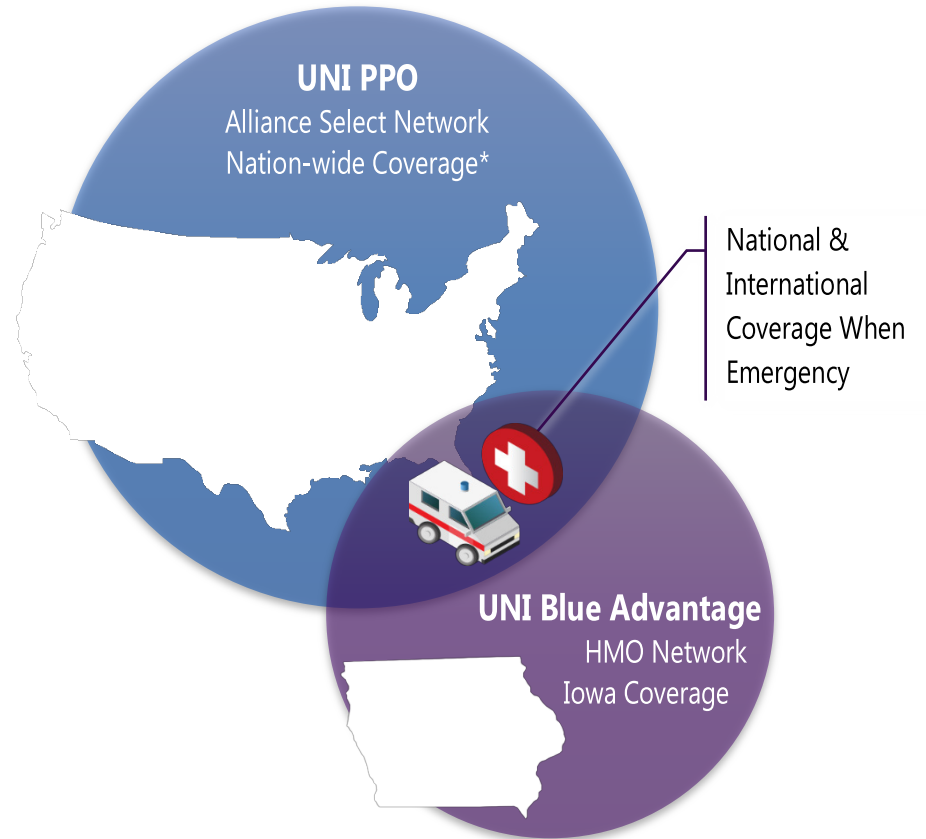 UNI PPO
Alliance Select Network
Nation-wide Coverage*
National &
International
Coverage When
Emergency
UNI Blue Advantage
HMO Network
Iowa Coverage